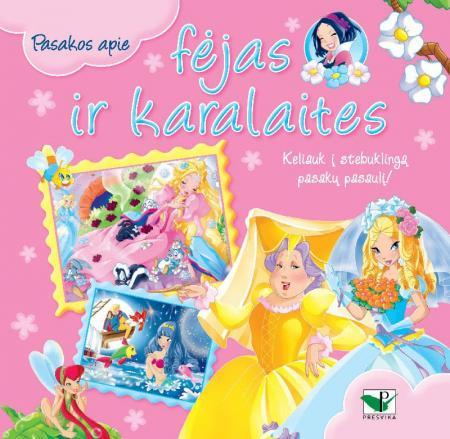 Pasakos apie
fėjas
ir karalaites
Keliauk į stebuklingą
pasakų pasaulį!
P
PRESVIKA